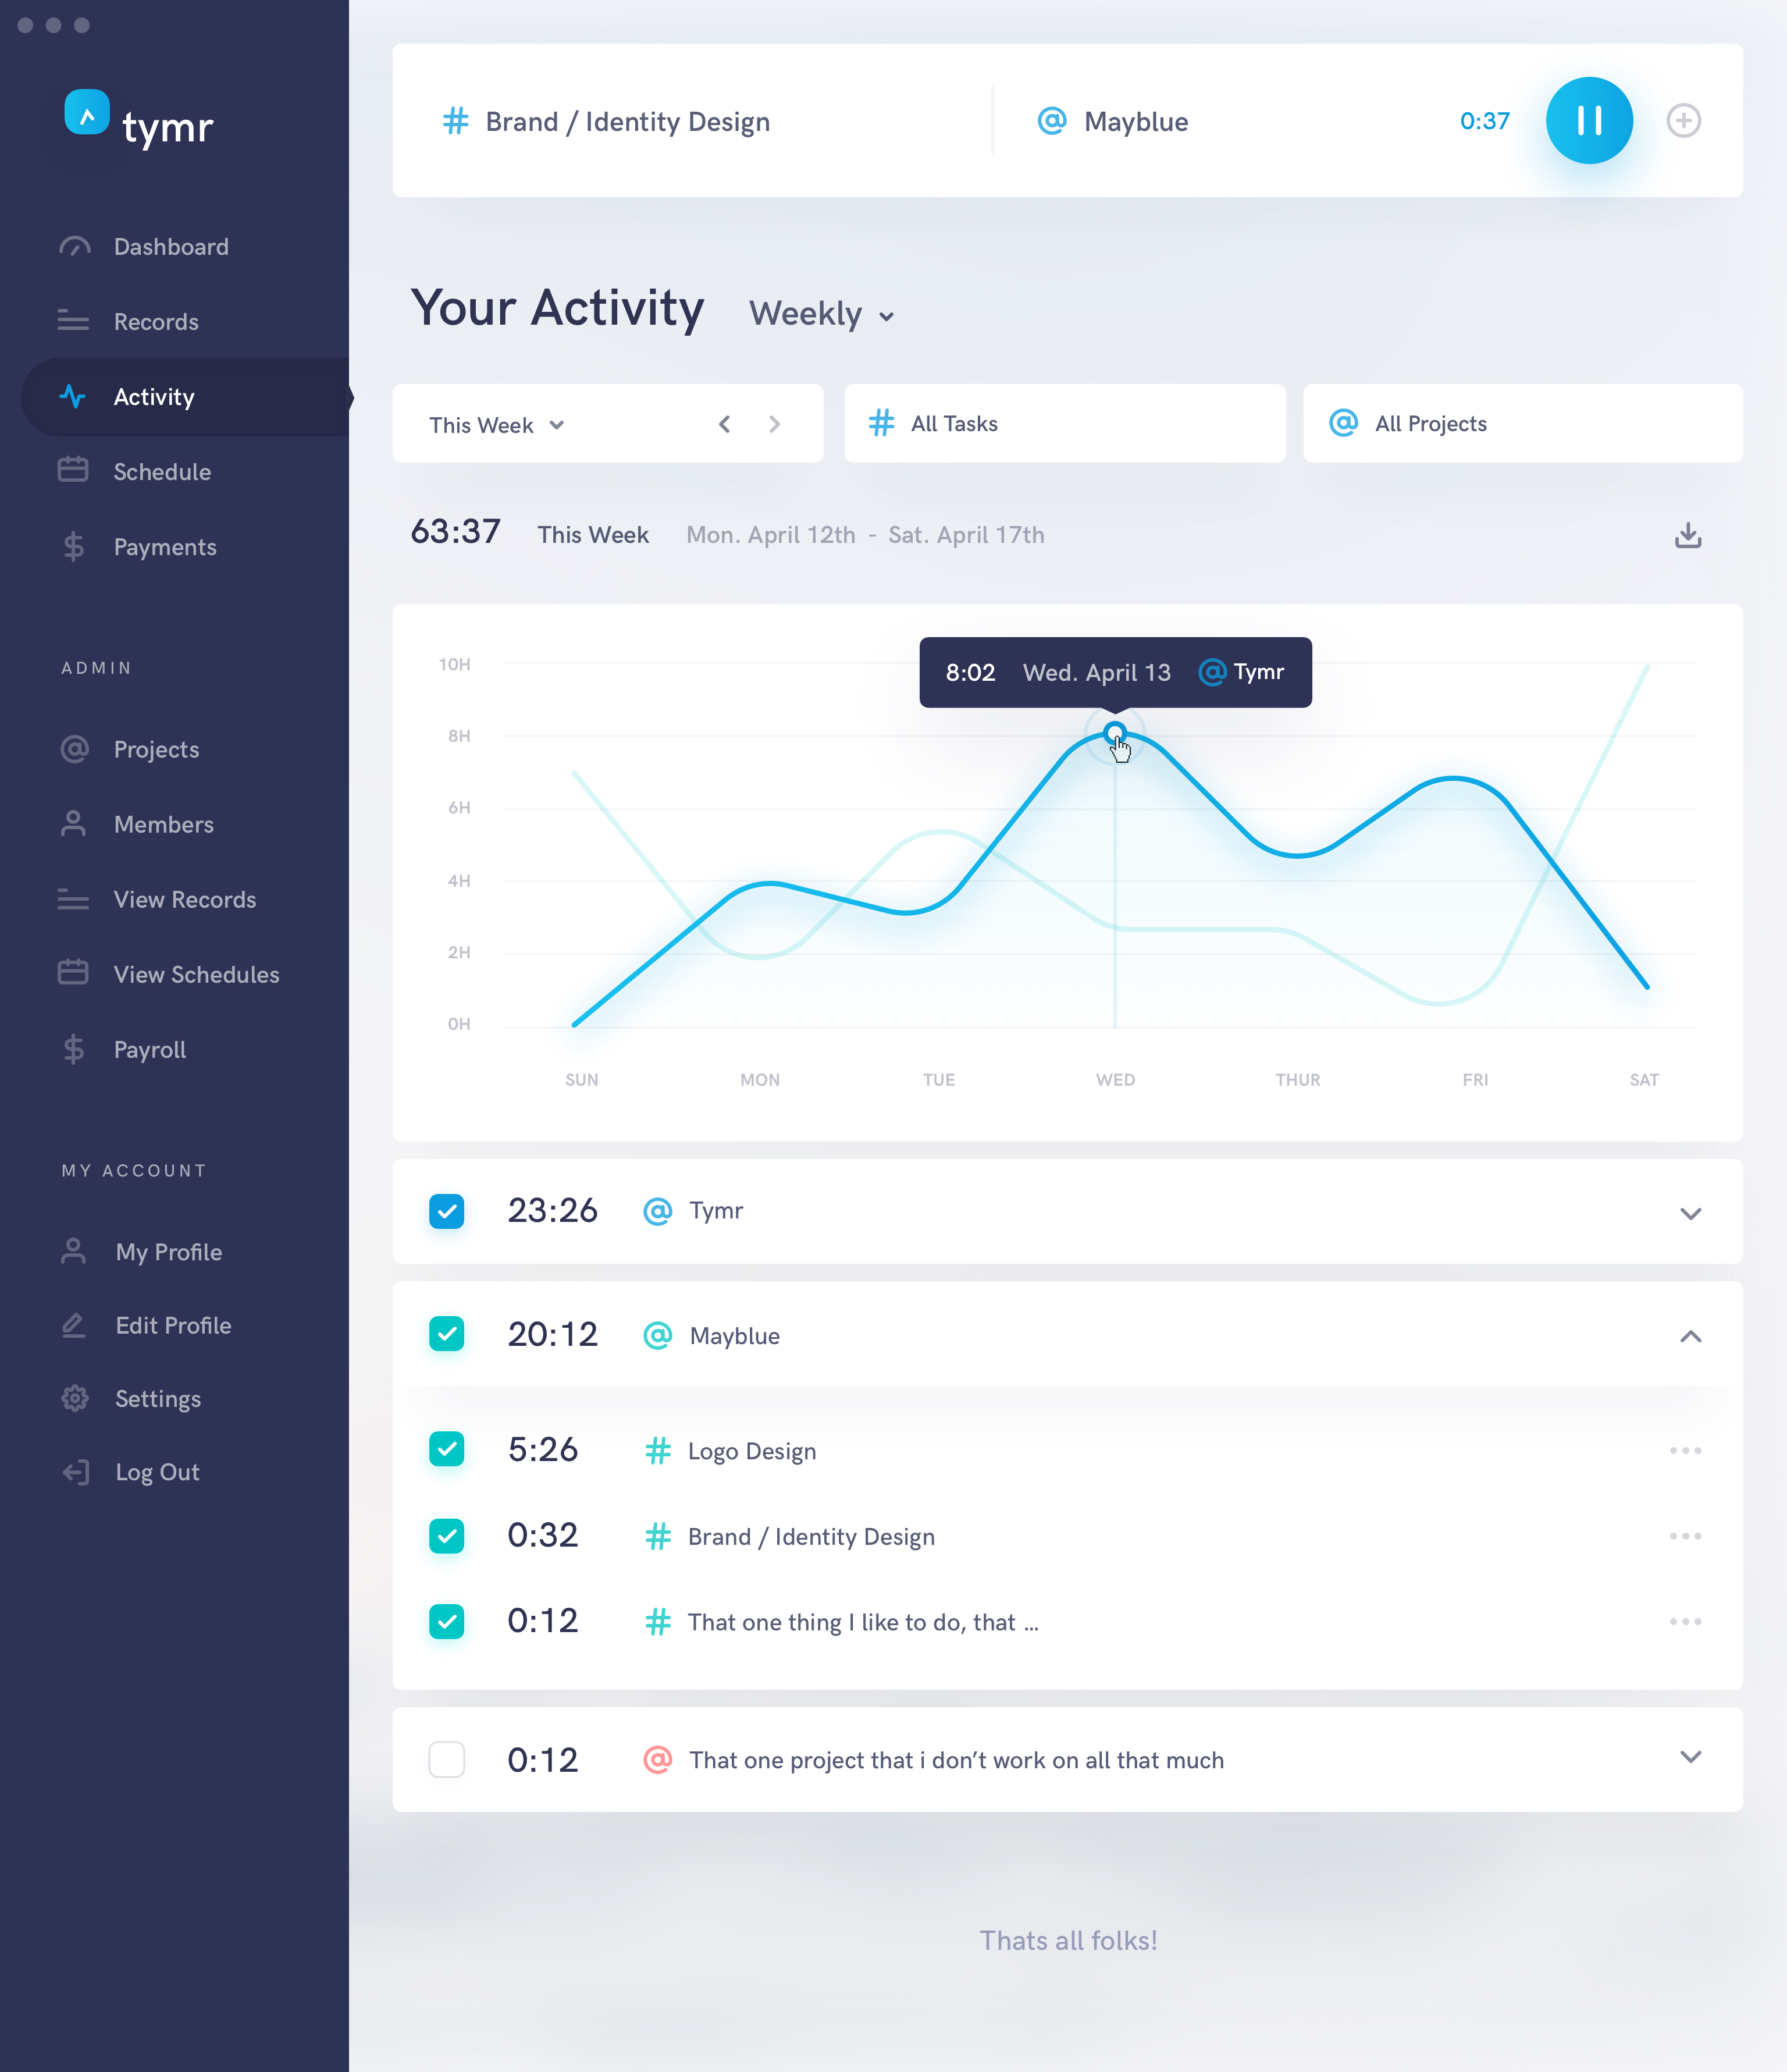 tymr
Dashboard
Records
Activity
Schedule
Payments
ADMIN
Projects
Members
View Records
View Schedules
Payroll
MY ACCOUNT
My Profile
Edit Profile
Settings
Log Out
# Brand / Identity Design @ Mayblue 0:37
Your Activity Weekly
This Week # All Tasks @ All Projects
63:37 This Week Mon. April 12th - Sat. April 17th
8:02 Wed. April 13 @ Tymr
10H
8H
6H
4H
2H
0H
SUN MON TUE WED THUR FRI SAT
23:26 @ Tymr
20:12 @ Mayblue
5:26 # Logo Design
0:32 # Brand / Identity Design
0:12 # That one thing I like to do, that ...
0:12 @ That one project that i don’t work on all that much
Thats all folks!